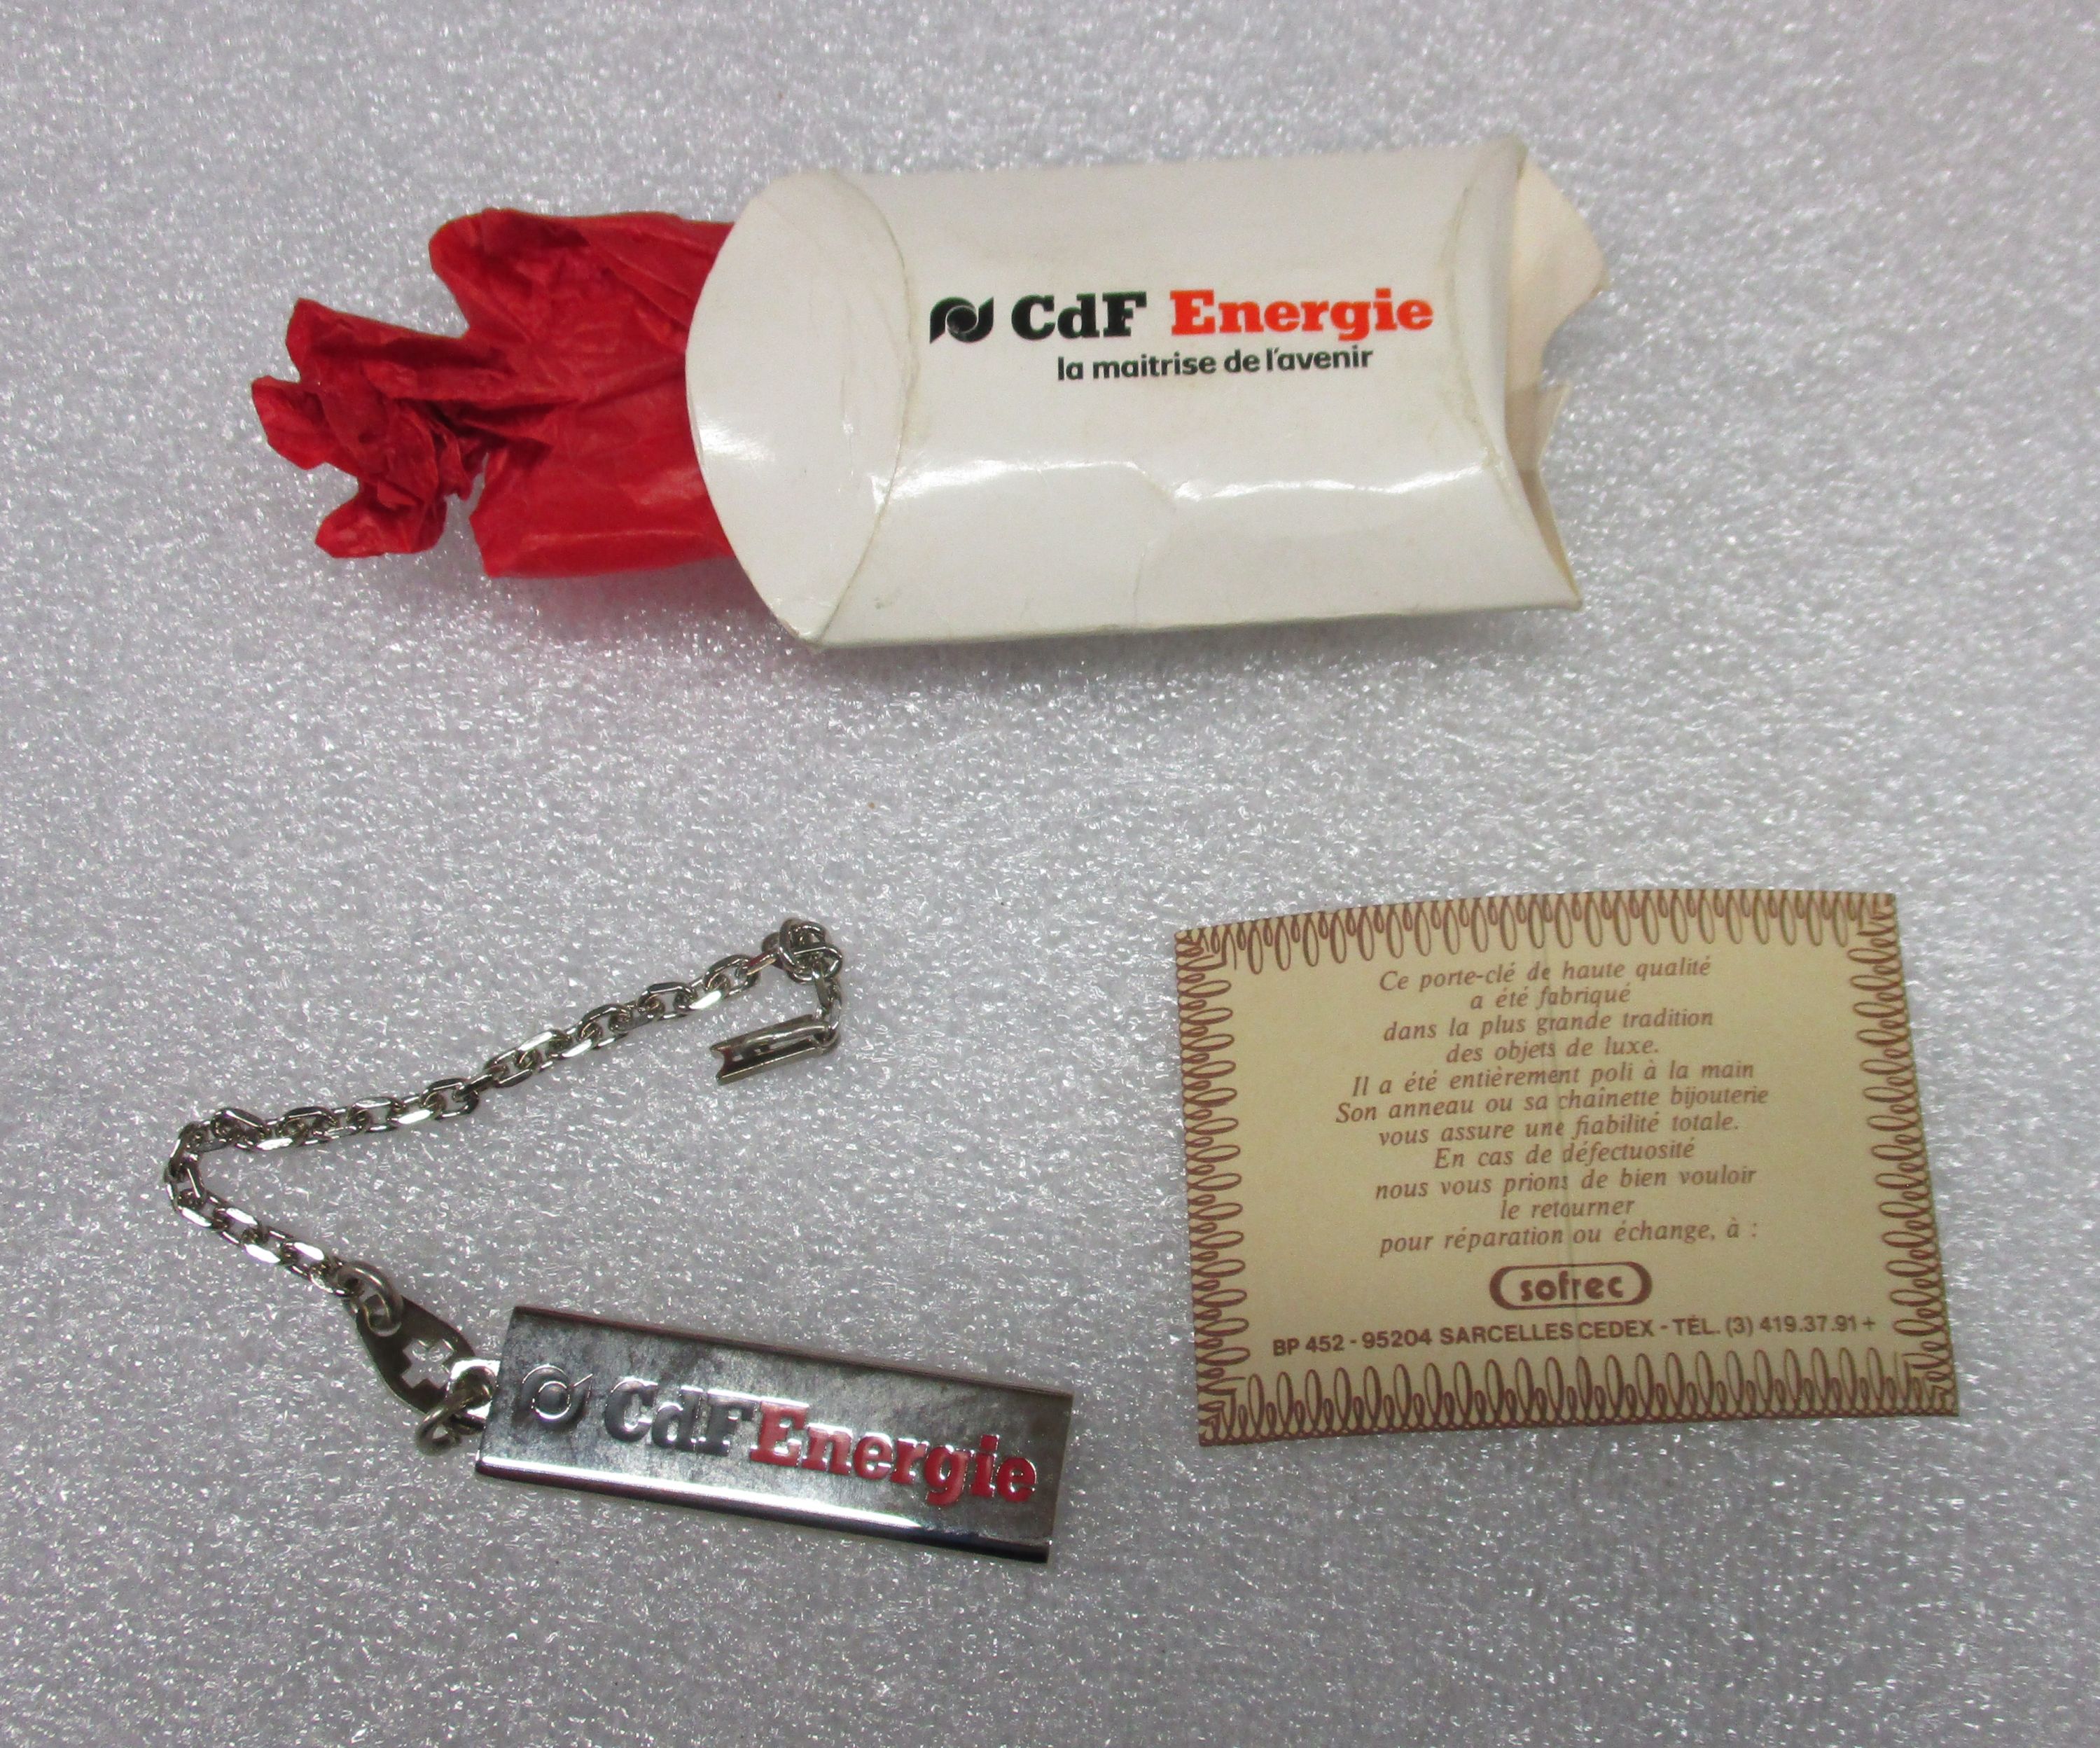 CdF Energie
la maitrise de l'avenir
Ce porte-clé de haute qualité
a été fabriqué
dans la plus grande tradition
des objets de luxe.
Il a été entièrement poli à la main
Son anneau ou sa chaînette bijouterie
vous assure une fiabilité totale.
En cas de défectuosité
nous vous prions de bien vouloir
le retourner
pour réparation ou échange, à :
sofrec
BP 452 - 95204 SARCELLES CEDEX - TÉL. (3) 419.37.91 +
CdF Energie